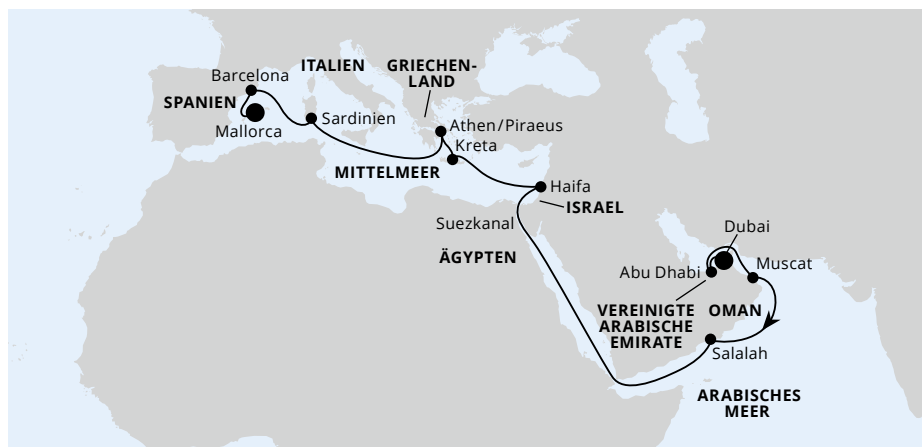 ITALIEN
GRIECHEN-
LAND
Barcelona
SPANIEN
Mallorca
Sardinien
Athen/Piraeus
Kreta
MITTELMEER
Haifa
ISRAEL
Suezkanal
ÄGYPTEN
Dubai
Abu Dhabi
Muscat
VEREINIGTE
ARABISCHE
EMIRATE
OMAN
Salalah
ARABISCHES
MEER